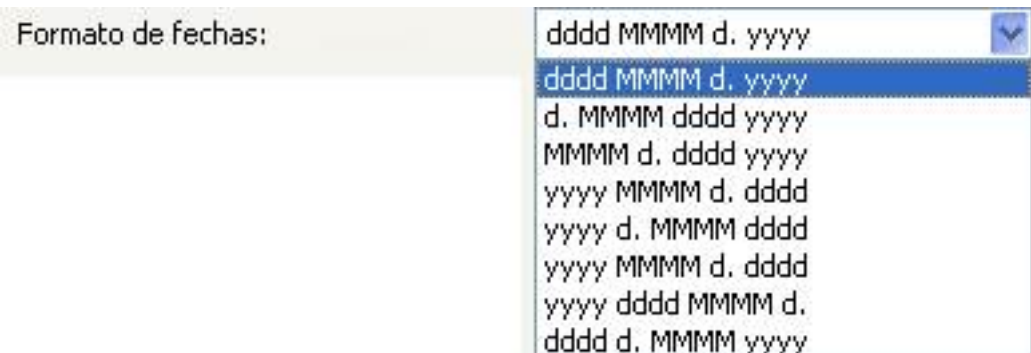 Formato de fechas:
dddd MMMM d. yyyy
dddd MMMM d. yyyy
d. MMMM dddd yyyy
MMMM d. dddd yyyy
yyyy MMMM d. dddd
yyyy d. MMMM dddd
yyyy MMMM d. dddd
yyyy dddd MMMM d.
dddd d. MMMM yyyy